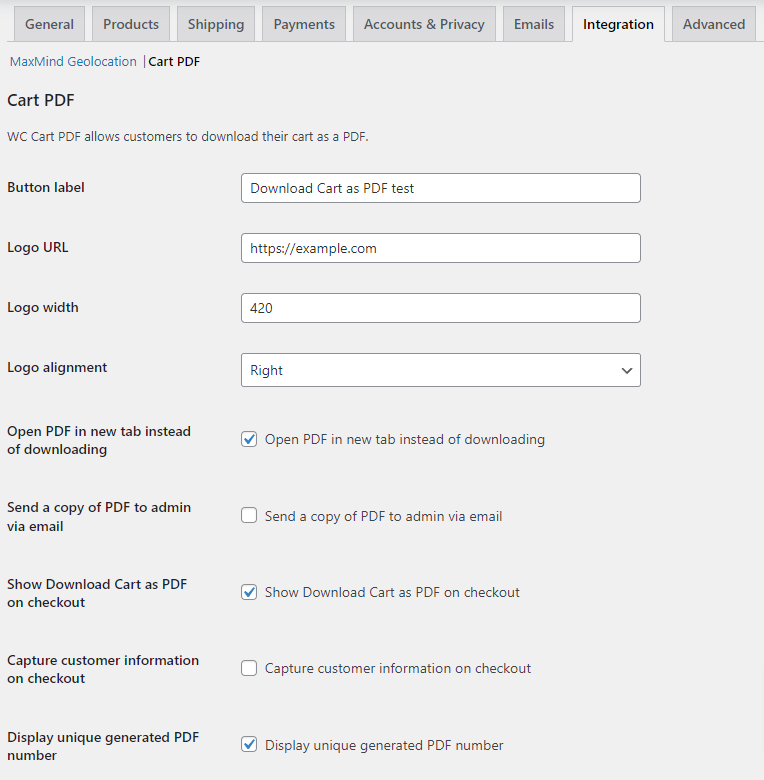 General Products Shipping Payments Accounts & Privacy Emails Integration Advanced
MaxMind Geolocation | Cart PDF
Cart PDF
WC Cart PDF allows customers to download their cart as a PDF.
Button label Download Cart as PDF test
Logo URL https://example.com
Logo width 420
Logo alignment Right
Open PDF in new tab instead
of downloading
Open PDF in new tab instead of downloading
Send a copy of PDF to admin
via email
Send a copy of PDF to admin via email
Show Download Cart as PDF
on checkout
Show Download Cart as PDF on checkout
Capture customer information
on checkout
Capture customer information on checkout
Display unique generated PDF
number
Display unique generated PDF number